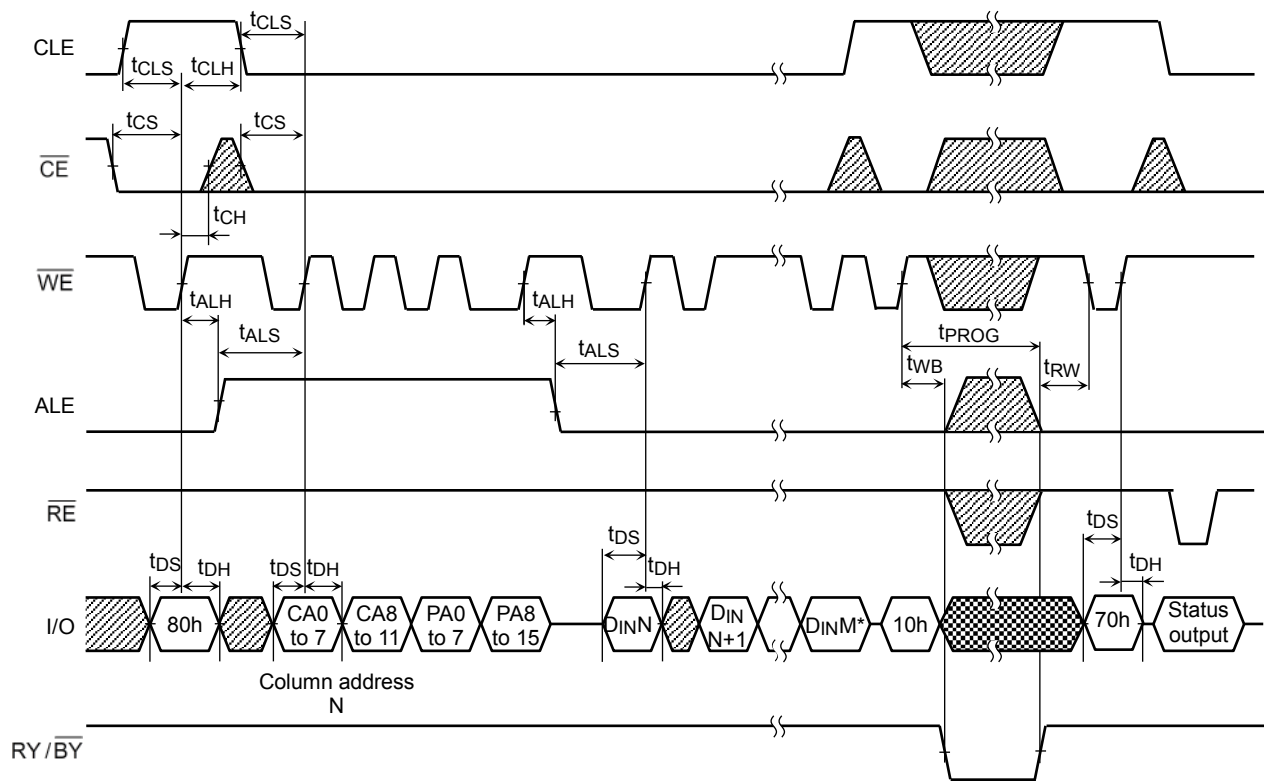 tCLS
CLE
tCLS
tCLH
tCS
tCS
CE
tCH
WE
tALH
tALH
tALS
tALS
tPROG
tWB
tRW
ALE
RE
tDS
tDH
tDS
tDH
tDS
tDH
tDS
tDH
I/O
80h
CA0
to 7
CA8
to 11
PA0
to 7
PA8
to 15
DINN
DIN
N+1
DINM*
10h
70h
Status
output
Column address
N
RY/BY